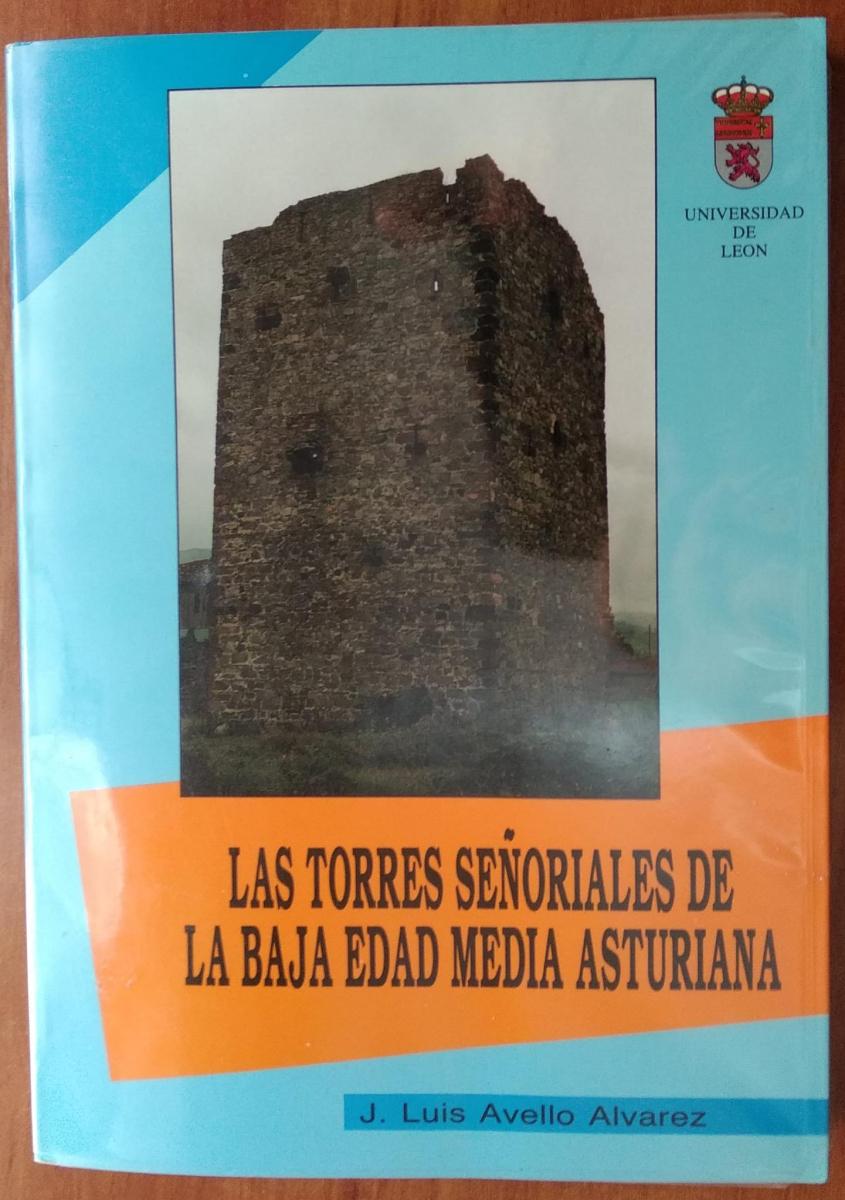 UNIVERSIDAD
DE
LEON
LAS TORRES SEÑORIALES DE
LA BAJA EDAD MEDIA ASTURIANA
J. Luis Avello Alvarez